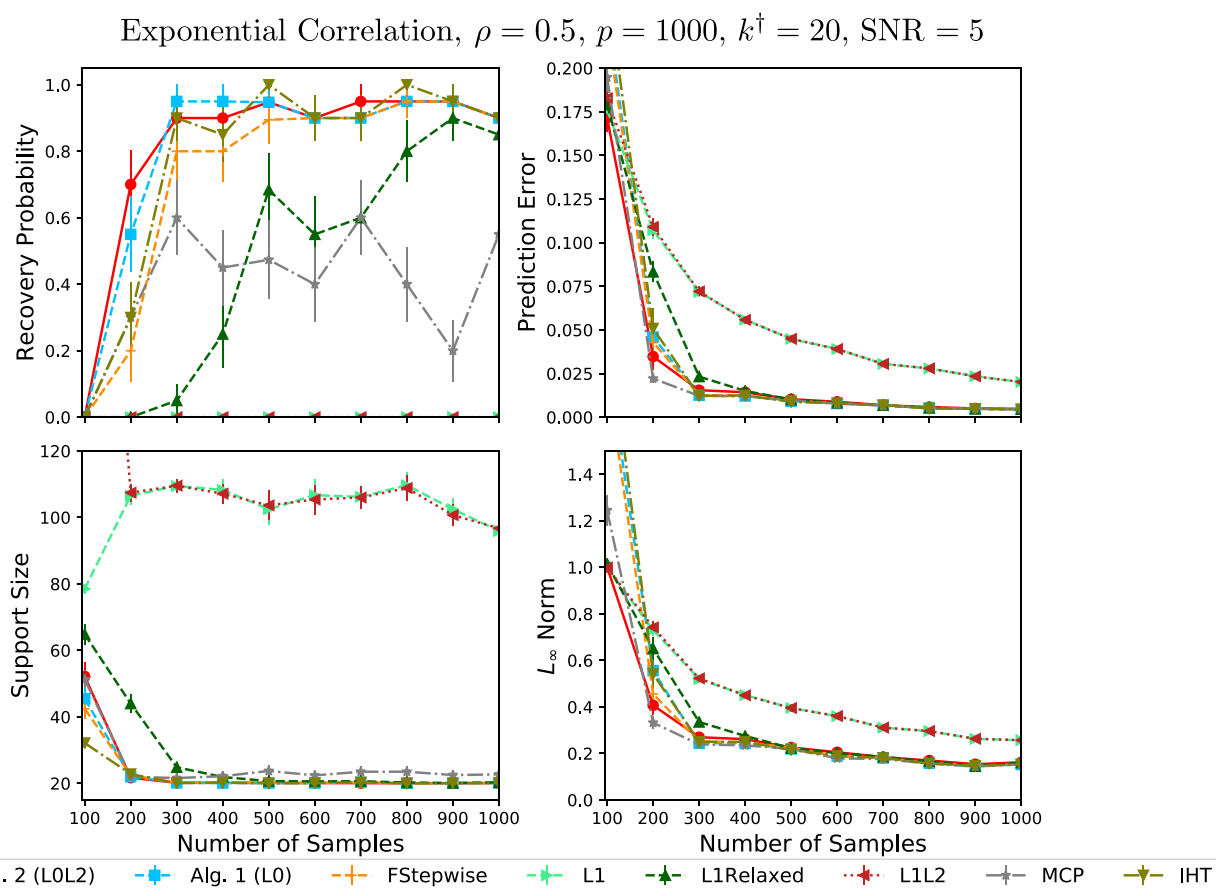 Exponential Correlation, ρ = 0.5, p = 1000, k† = 20, SNR = 5
Recovery Probability
1.0
0.8
0.6
0.4
0.2
0.0
Prediction Error
0.200
0.175
0.150
0.125
0.100
0.075
0.050
0.025
0.000
Support Size
120
100
80
60
40
20
100 200 300 400 500 600 700 800 900 1000
Number of Samples
L∞ Norm
1.4
1.2
1.0
0.8
0.6
0.4
0.2
0.0
100 200 300 400 500 600 700 800 900 1000
Number of Samples
. 2 (L0L2) Alg. 1 (L0) FStepwise L1 L1Relaxed L1L2 MCP IHT